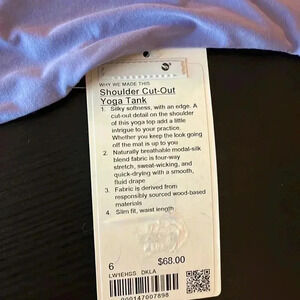 WHY WE MADE THIS
Shoulder Cut-Out
Yoga Tank
1. Silky softness, with an edge. A
cut-out detail on the shoulder
of this yoga top add a little
intrigue to your practice.
Whether you keep the look going
off the mat is up to you
2. Naturally breathable modal-silk
blend fabric is four-way
stretch, sweat-wicking, and
quick-drying with a smooth,
fluid drape
3. Fabric is derived from
responsibly sourced wood-based
materials
4. Slim fit, waist length
6
$68.00
LW1EHGS DKLA
000147007898